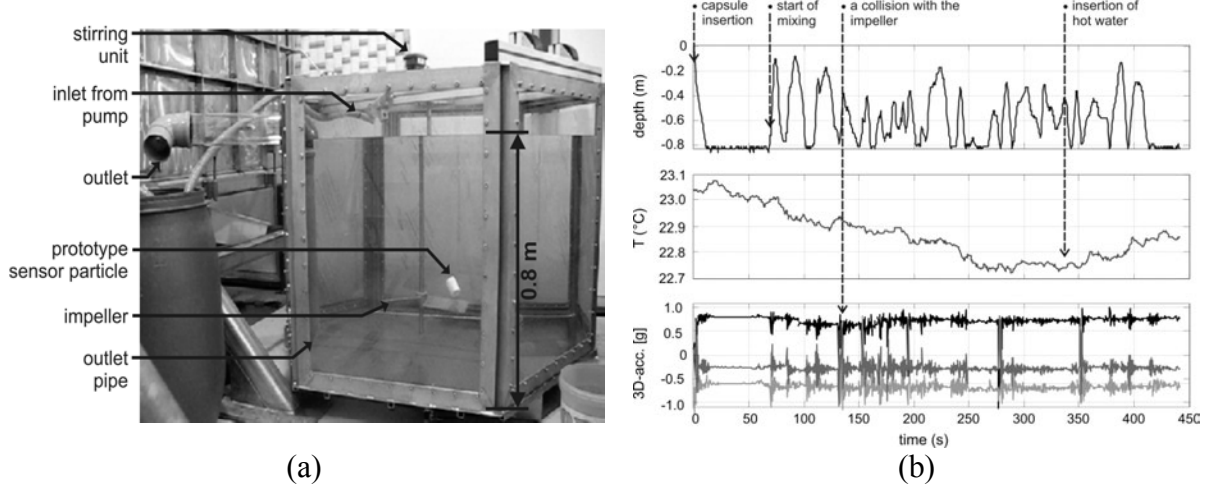 stirring
unit
inlet from
pump
outlet
prototype
sensor particle
impeller
outlet
pipe
0.8 m
(a)
• capsule
insertion
• start of
mixing
• a collision with the
impeller
• insertion of
hot water
depth (m)
0
-0.2
-0.4
-0.6
-0.8
T (°C)
23.1
23.0
22.9
22.8
22.7
3D-acc. [g]
1.0
0.5
0
-0.5
-1.0
0 50 100 150 200 250 300 350 400 450
time (s)
(b)